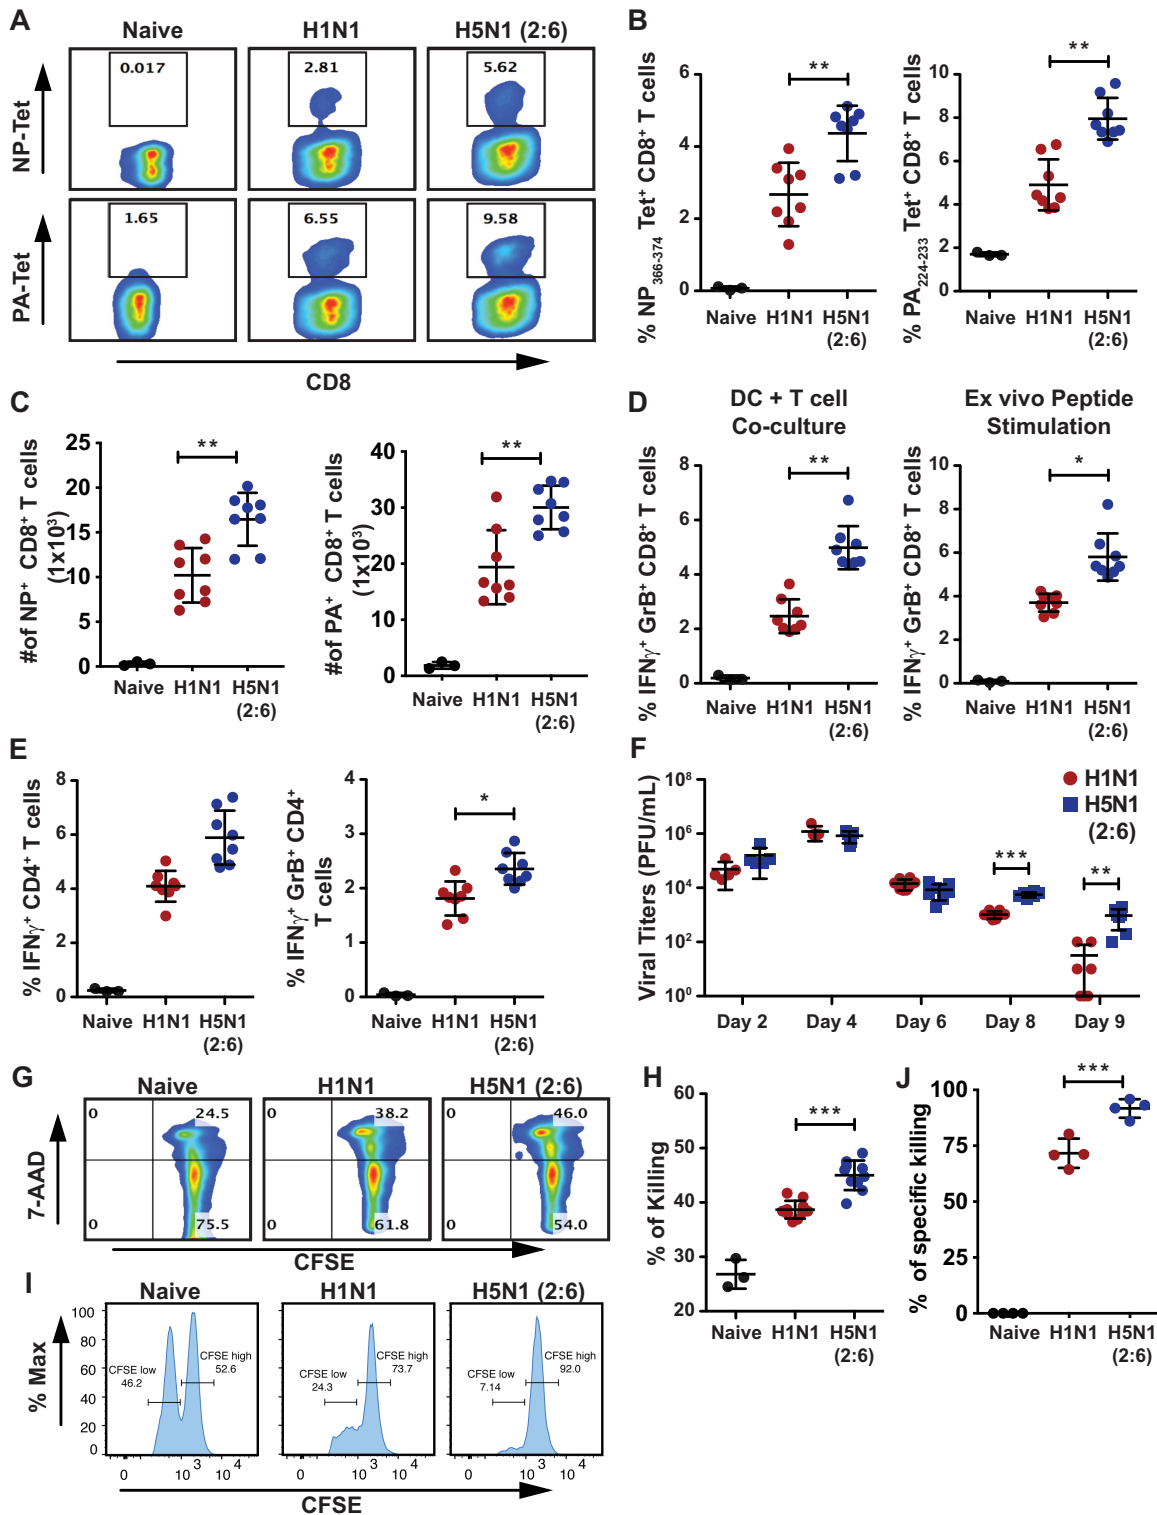 A
Naive
H1N1
H5N1 (2:6)
NP-Tet
0.017
2.81
5.62
PA-Tet
1.65
6.55
9.58
CD8
B
% NP366-374 Tet+ CD8+ T cells
6
4
2
0
**
Naive
H1N1
H5N1
(2:6)
% PA224-233 Tet+ CD8+ T cells
10
8
6
4
2
0
**
Naive
H1N1
H5N1
(2:6)
C
#of NP+ CD8+ T cells
(1x10³)
25
20
15
10
5
0
**
Naive
H1N1
H5N1
(2:6)
#of PA+ CD8+ T cells
(1x10³)
40
30
20
10
0
**
Naive
H1N1
H5N1
(2:6)
D
DC + T cell
Co-culture
% IFNγ+ GrB+ CD8+ T cells
8
6
4
2
0
**
Naive
H1N1
H5N1
(2:6)
Ex vivo Peptide
Stimulation
% IFNγ+ GrB+ CD8+ T cells
10
8
6
4
2
0
*
Naive
H1N1
H5N1
(2:6)
E
% IFNγ+ CD4+ T cells
8
6
4
2
0
Naive
H1N1
H5N1
(2:6)
% IFNγ+ GrB+ CD4+
T cells
4
3
2
1
0
*
Naive
H1N1
H5N1
(2:6)
F
Viral Titers (PFU/mL)
10⁸
10⁶
10⁴
10²
10⁰
H1N1
H5N1
(2:6)
***
**
Day 2
Day 4
Day 6
Day 8
Day 9
G
Naive
H1N1
H5N1 (2:6)
7-AAD
0
24.5
0
75.5
0
38.2
0
61.8
0
46.0
0
54.0
CFSE
H
% of Killing
60
50
40
30
20
***
Naive
H1N1
H5N1
(2:6)
J
% of specific killing
100
75
50
25
0
***
Naive
H1N1
H5N1
(2:6)
I
Naive
H1N1
H5N1 (2:6)
% Max
100
80
60
40
20
0
CFSE low
46.2
CFSE high
52.6
0
10³
10⁴
CFSE low
24.3
CFSE high
73.7
0
10³
10⁴
CFSE low
7.14
CFSE high
92.0
0
10³
10⁴
CFSE